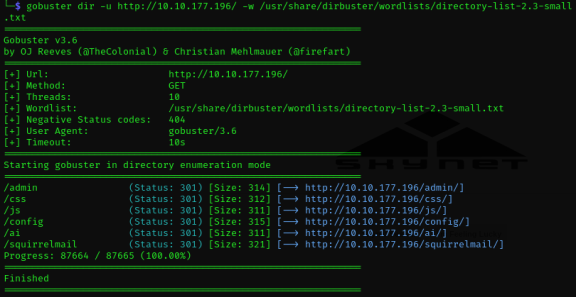 └─$ gobuster dir -u http://10.10.177.196/ -w /usr/share/dirbuster/wordlists/directory-list-2.3-small
.txt
===============================================================
Gobuster v3.6
by OJ Reeves (@TheColonial) & Christian Mehlmauer (@firefart)
===============================================================
[+] Url:                     http://10.10.177.196/
[+] Method:                  GET
[+] Threads:                 10
[+] Wordlist:                /usr/share/dirbuster/wordlists/directory-list-2.3-small.txt
[+] Negative Status codes:   404
[+] User Agent:              gobuster/3.6
[+] Timeout:                 10s
===============================================================
Starting gobuster in directory enumeration mode
===============================================================
/admin                (Status: 301) [Size: 314] [--> http://10.10.177.196/admin/]
/css                  (Status: 301) [Size: 312] [--> http://10.10.177.196/css/]
/js                   (Status: 301) [Size: 311] [--> http://10.10.177.196/js/]
/config               (Status: 301) [Size: 315] [--> http://10.10.177.196/config/]
/ai                   (Status: 301) [Size: 311] [--> http://10.10.177.196/ai/]
/squirrelmail         (Status: 301) [Size: 321] [--> http://10.10.177.196/squirrelmail/]
Progress: 87664 / 87665 (100.00%)
===============================================================
Finished
===============================================================
SKYNET